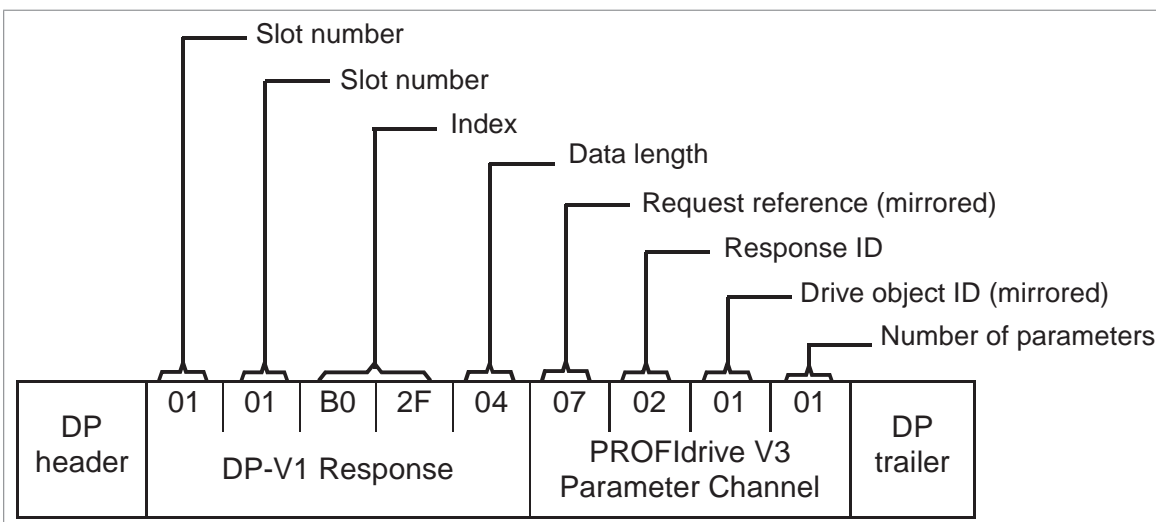 Slot number
Slot number
Index
Data length
Request reference (mirrored)
Response ID
Drive object ID (mirrored)
Number of parameters
01 01 B0 2F 04 07 02 01 01
DP
header
DP-V1 Response
PROFIdrive V3
Parameter Channel
DP
trailer